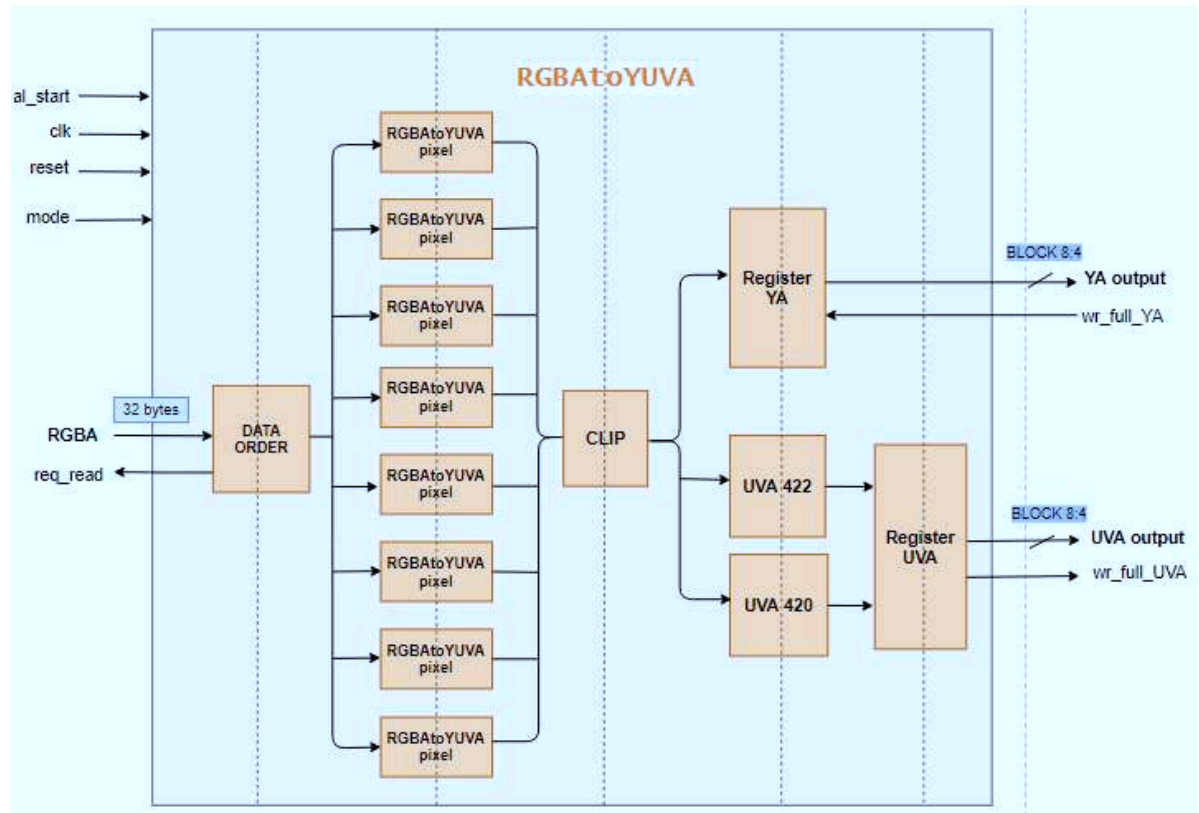 RGBAtoYUVA
al_start
clk
reset
mode
RGBAtoYUVA
pixel
RGBAtoYUVA
pixel
RGBAtoYUVA
pixel
RGBAtoYUVA
pixel
RGBAtoYUVA
pixel
RGBAtoYUVA
pixel
RGBAtoYUVA
pixel
RGBAtoYUVA
pixel
32 bytes
RGBA
req_read
DATA
ORDER
CLIP
Register
YA
BLOCK 8:4
YA output
wr_full_YA
UVA 422
UVA 420
Register
UVA
BLOCK 8:4
UVA output
wr_full_UVA